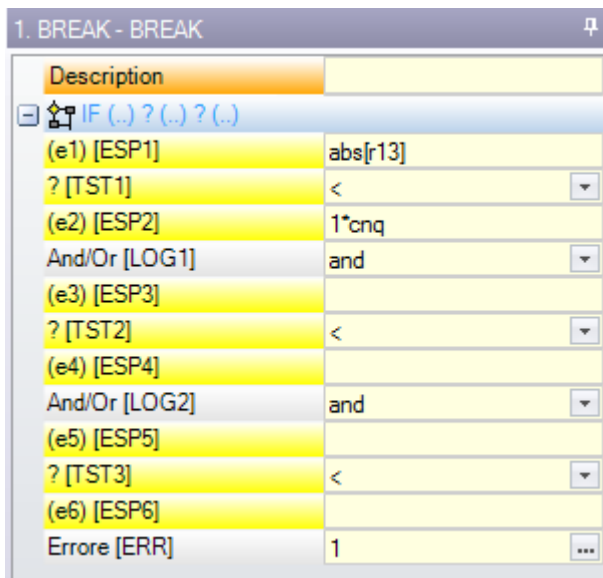 1. BREAK - BREAK
Description
IF (..) ? (..) ? (..)
(e1) [ESP1] abs[r13]
? [TST1] <
(e2) [ESP2] 1*cnq
And/Or [LOG1] and
(e3) [ESP3]
? [TST2] <
(e4) [ESP4]
And/Or [LOG2] and
(e5) [ESP5]
? [TST3] <
(e6) [ESP6]
Errore [ERR] 1 ...